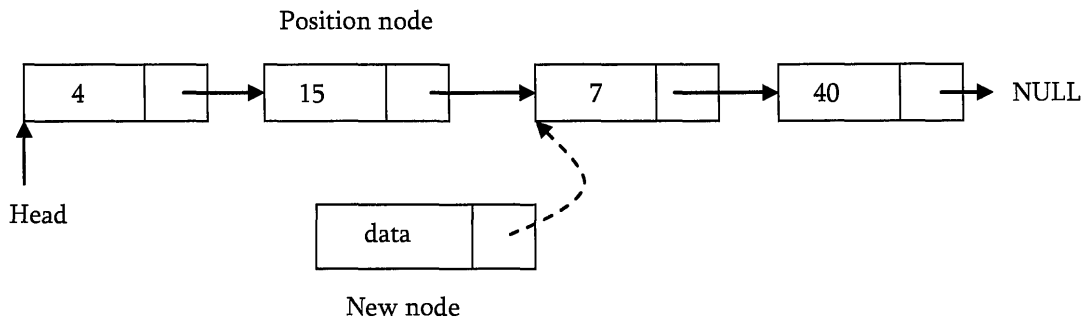 Position node
4 15 7 40 NULL
Head
data
New node